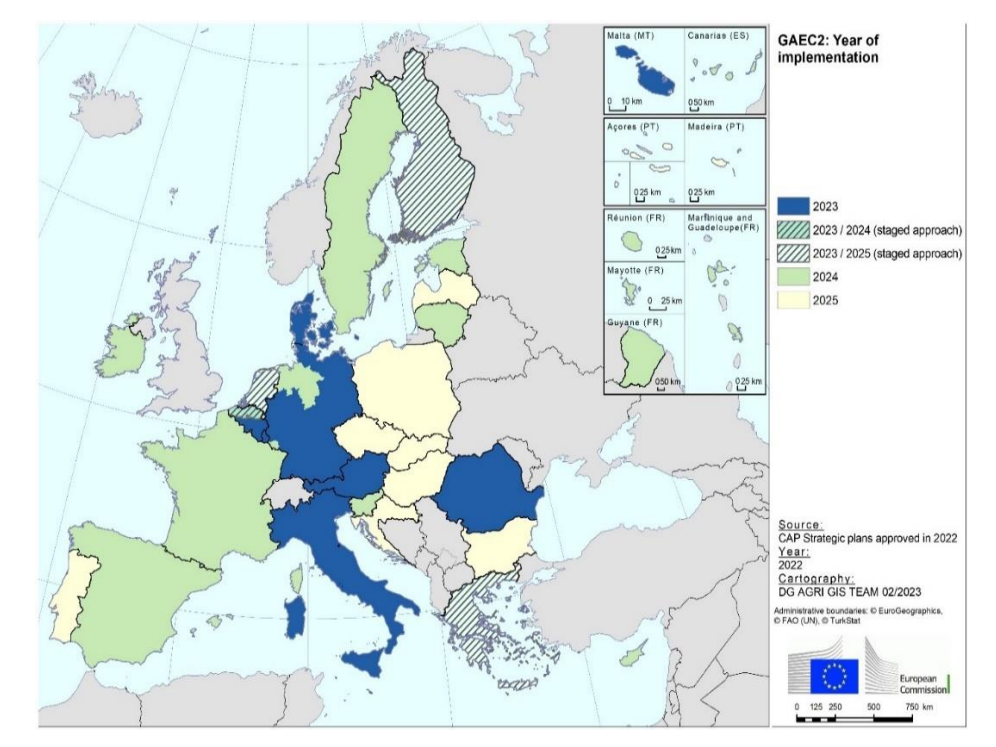 Malta (MT)
Canarias (ES)
0 10 km
0 50 km
Açores (PT)
Madeira (PT)
0 25 km
0 25 km
Réunion (FR)
Martinique and
Guadeloupe(FR)
0 25 km
Mayotte (FR)
0 25 km
Guyane (FR)
0 50 km
0 25 km
GAEC2: Year of
implementation
2023
2023 / 2024 (staged approach)
2023 / 2025 (staged approach)
2024
2025
Source:
CAP Strategic plans approved in 2022
Year:
2022
Cartography:
DG AGRI GIS TEAM 02/2023
Administrative boundaries: © EuroGeographics,
© FAO (UN), © TurkStat
European
Commission
0 125 250 500 750 km